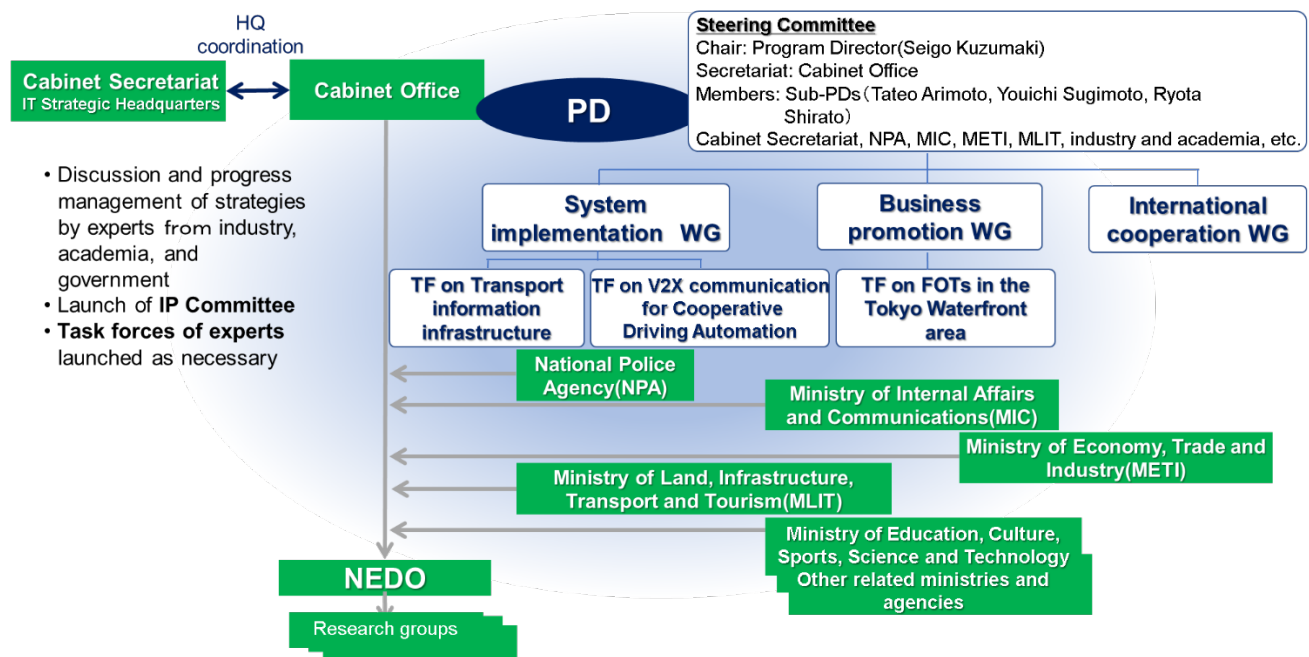 HQ
coordination
Cabinet Secretariat
IT Strategic Headquarters
Cabinet Office
PD
Steering Committee
Chair: Program Director(Seigo Kuzumaki)
Secretariat: Cabinet Office
Members: Sub-PDs(Tateo Arimoto, Youichi Sugimoto, Ryota
Shirato)
Cabinet Secretariat, NPA, MIC, METI, MLIT, industry and academia, etc.
• Discussion and progress
management of strategies
by experts from industry,
academia, and
government
• Launch of IP Committee
• Task forces of experts
launched as necessary
System
implementation WG
Business
promotion WG
International
cooperation WG
TF on Transport
information
infrastructure
TF on V2X communication
for Cooperative
Driving Automation
TF on FOTs in the
Tokyo Waterfront
area
National Police
Agency(NPA)
Ministry of Internal Affairs
and Communications(MIC)
Ministry of Economy, Trade and
Industry(METI)
Ministry of Land, Infrastructure,
Transport and Tourism(MLIT)
Ministry of Education, Culture,
Sports, Science and Technology
Other related ministries and
agencies
NEDO
Research groups